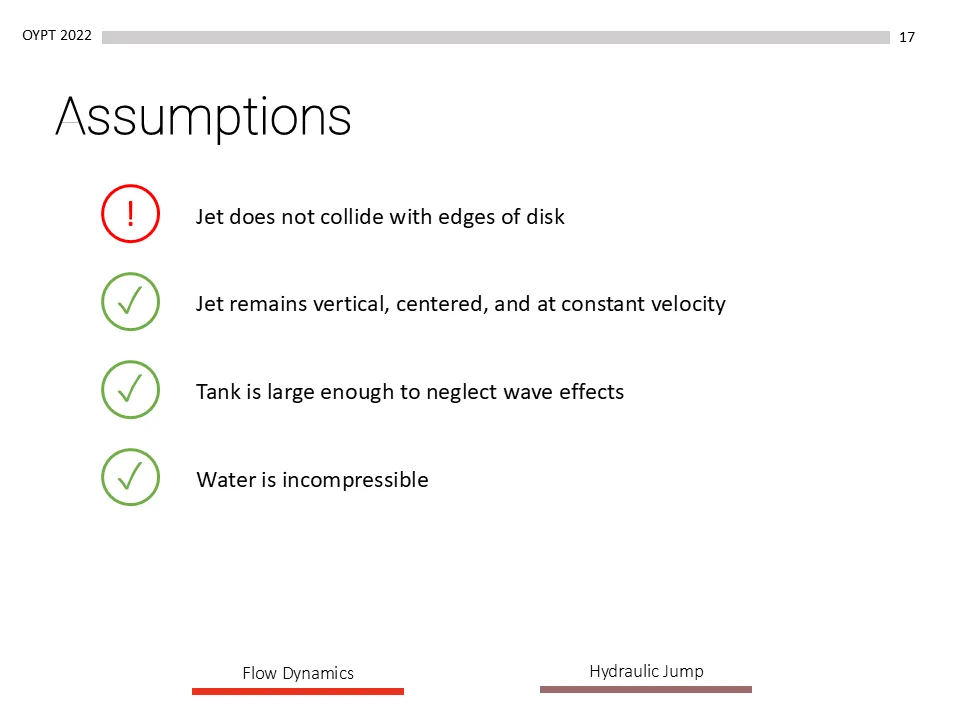 OYPT 2022
17
Assumptions
! Jet does not collide with edges of disk
✓ Jet remains vertical, centered, and at constant velocity
✓ Tank is large enough to neglect wave effects
✓ Water is incompressible
Flow Dynamics
Hydraulic Jump